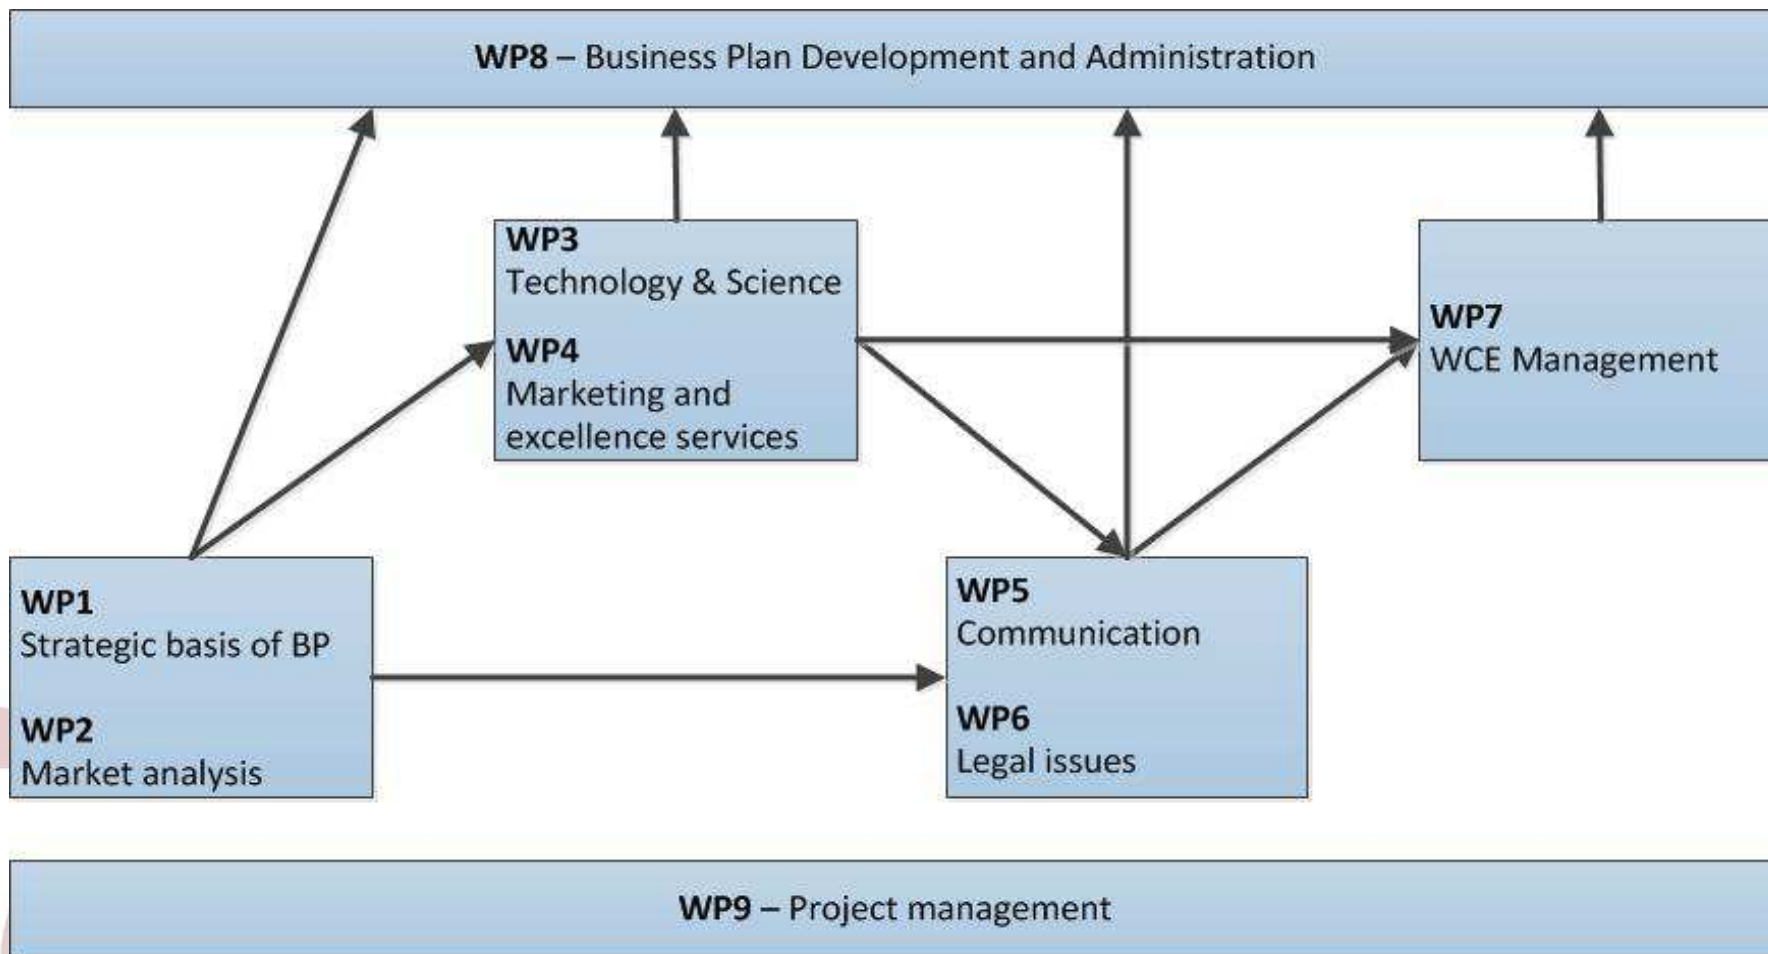 WP8 – Business Plan Development and Administration
WP3
Technology & Science
WP4
Marketing and
excellence services
WP7
WCE Management
WP1
Strategic basis of BP
WP2
Market analysis
WP5
Communication
WP6
Legal issues
WP9 – Project management